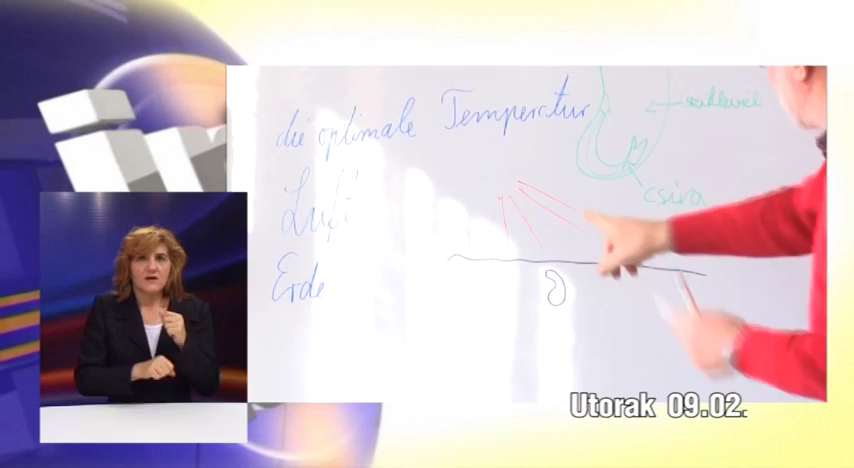 die optimale Temperatur
sziklevél
csira
Luft
Erde
Utorak 09.02.